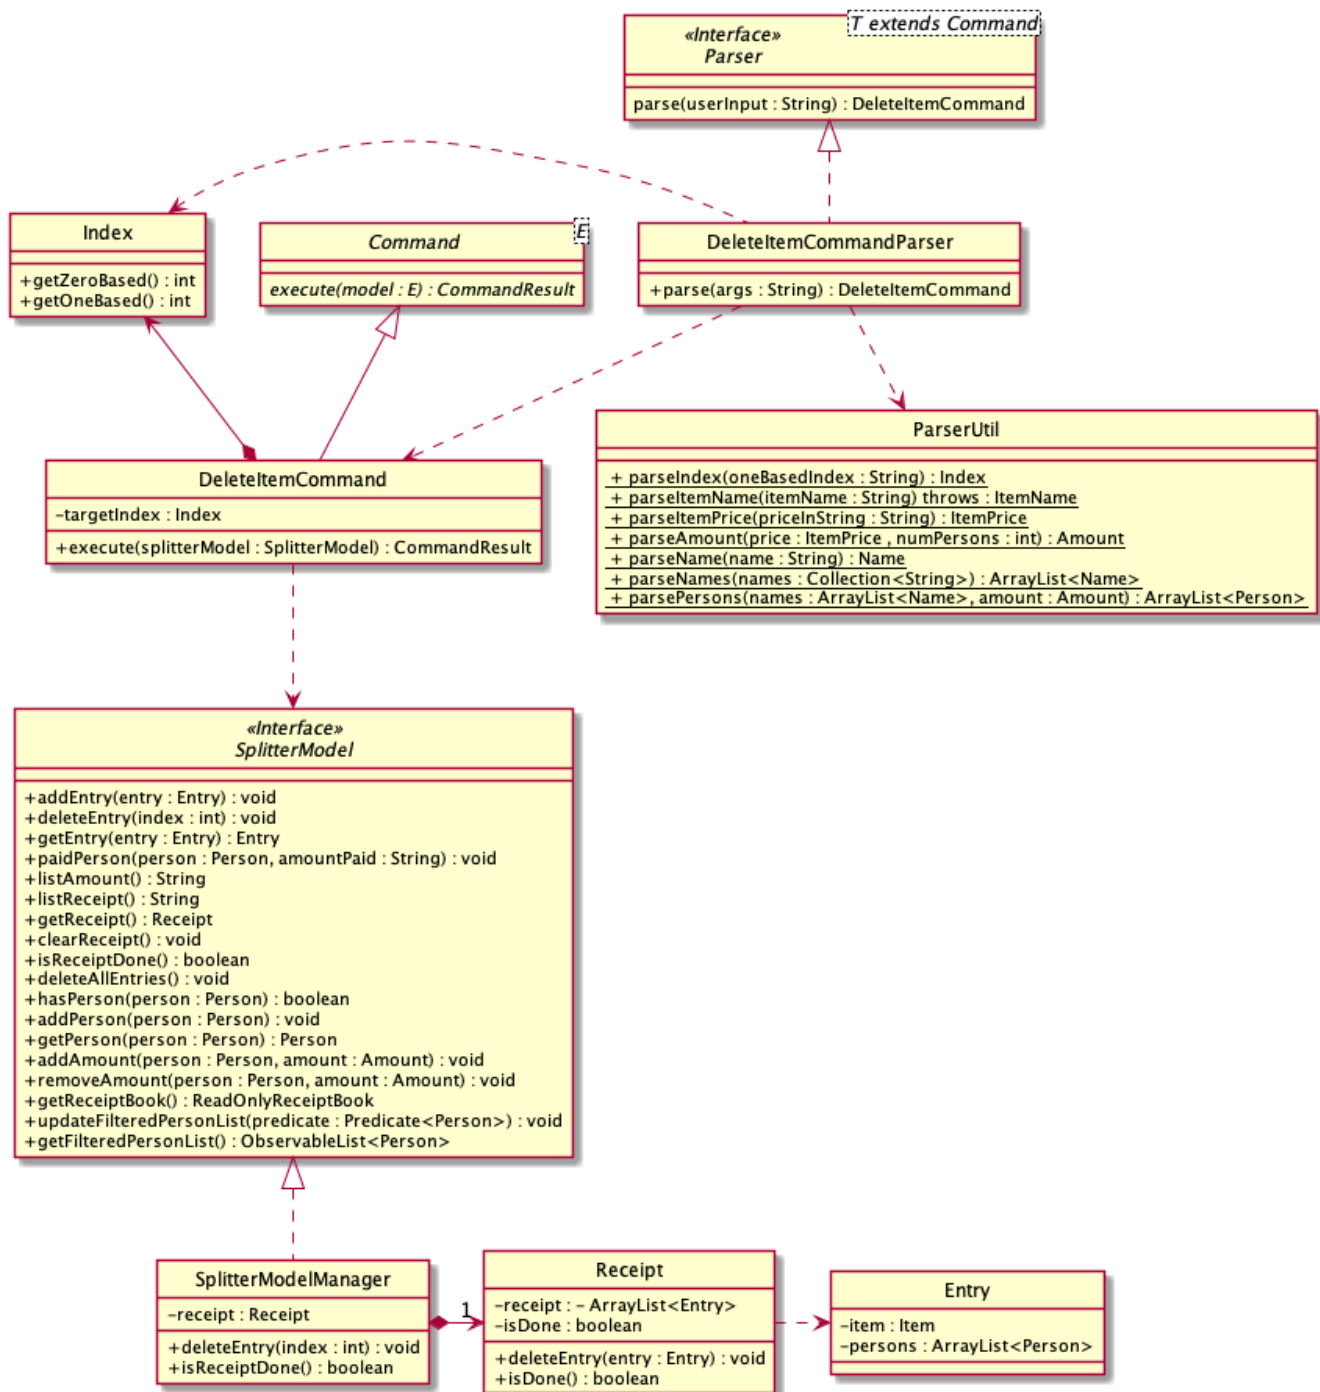 T extends Command
«Interface»
Parser
parse(userInput : String) : DeleteItemCommand
Index
+getZeroBased() : int
+getOneBased() : int
E
Command
execute(model : E) : CommandResult
DeleteItemCommandParser
+parse(args : String) : DeleteItemCommand
DeleteItemCommand
-targetIndex : Index
+execute(splitterModel : SplitterModel) : CommandResult
ParserUtil
+ parseIndex(oneBasedIndex : String) : Index
+ parseItemName(itemName : String) throws : ItemName
+ parseItemPrice(priceInString : String) : ItemPrice
+ parseAmount(price : ItemPrice , numPersons : int) : Amount
+ parseName(name : String) : Name
+ parseNames(names : Collection<String>) : ArrayList<Name>
+ parsePersons(names : ArrayList<Name>, amount : Amount) : ArrayList<Person>
«Interface»
SplitterModel
+addEntry(entry : Entry) : void
+deleteEntry(index : int) : void
+getEntry(entry : Entry) : Entry
+paidPerson(person : Person, amountPaid : String) : void
+listAmount() : String
+listReceipt() : String
+getReceipt() : Receipt
+clearReceipt() : void
+isReceiptDone() : boolean
+deleteAllEntries() : void
+hasPerson(person : Person) : boolean
+addPerson(person : Person) : void
+getPerson(person : Person) : Person
+addAmount(person : Person, amount : Amount) : void
+removeAmount(person : Person, amount : Amount) : void
+getReceiptBook() : ReadOnlyReceiptBook
+updateFilteredPersonList(predicate : Predicate<Person>) : void
+getFilteredPersonList() : ObservableList<Person>
SplitterModelManager
-receipt : Receipt
+deleteEntry(index : int) : void
+isReceiptDone() : boolean
1
Receipt
-receipt : - ArrayList<Entry>
-isDone : boolean
+deleteEntry(entry : Entry) : void
+isDone() : boolean
Entry
-item : Item
-persons : ArrayList<Person>